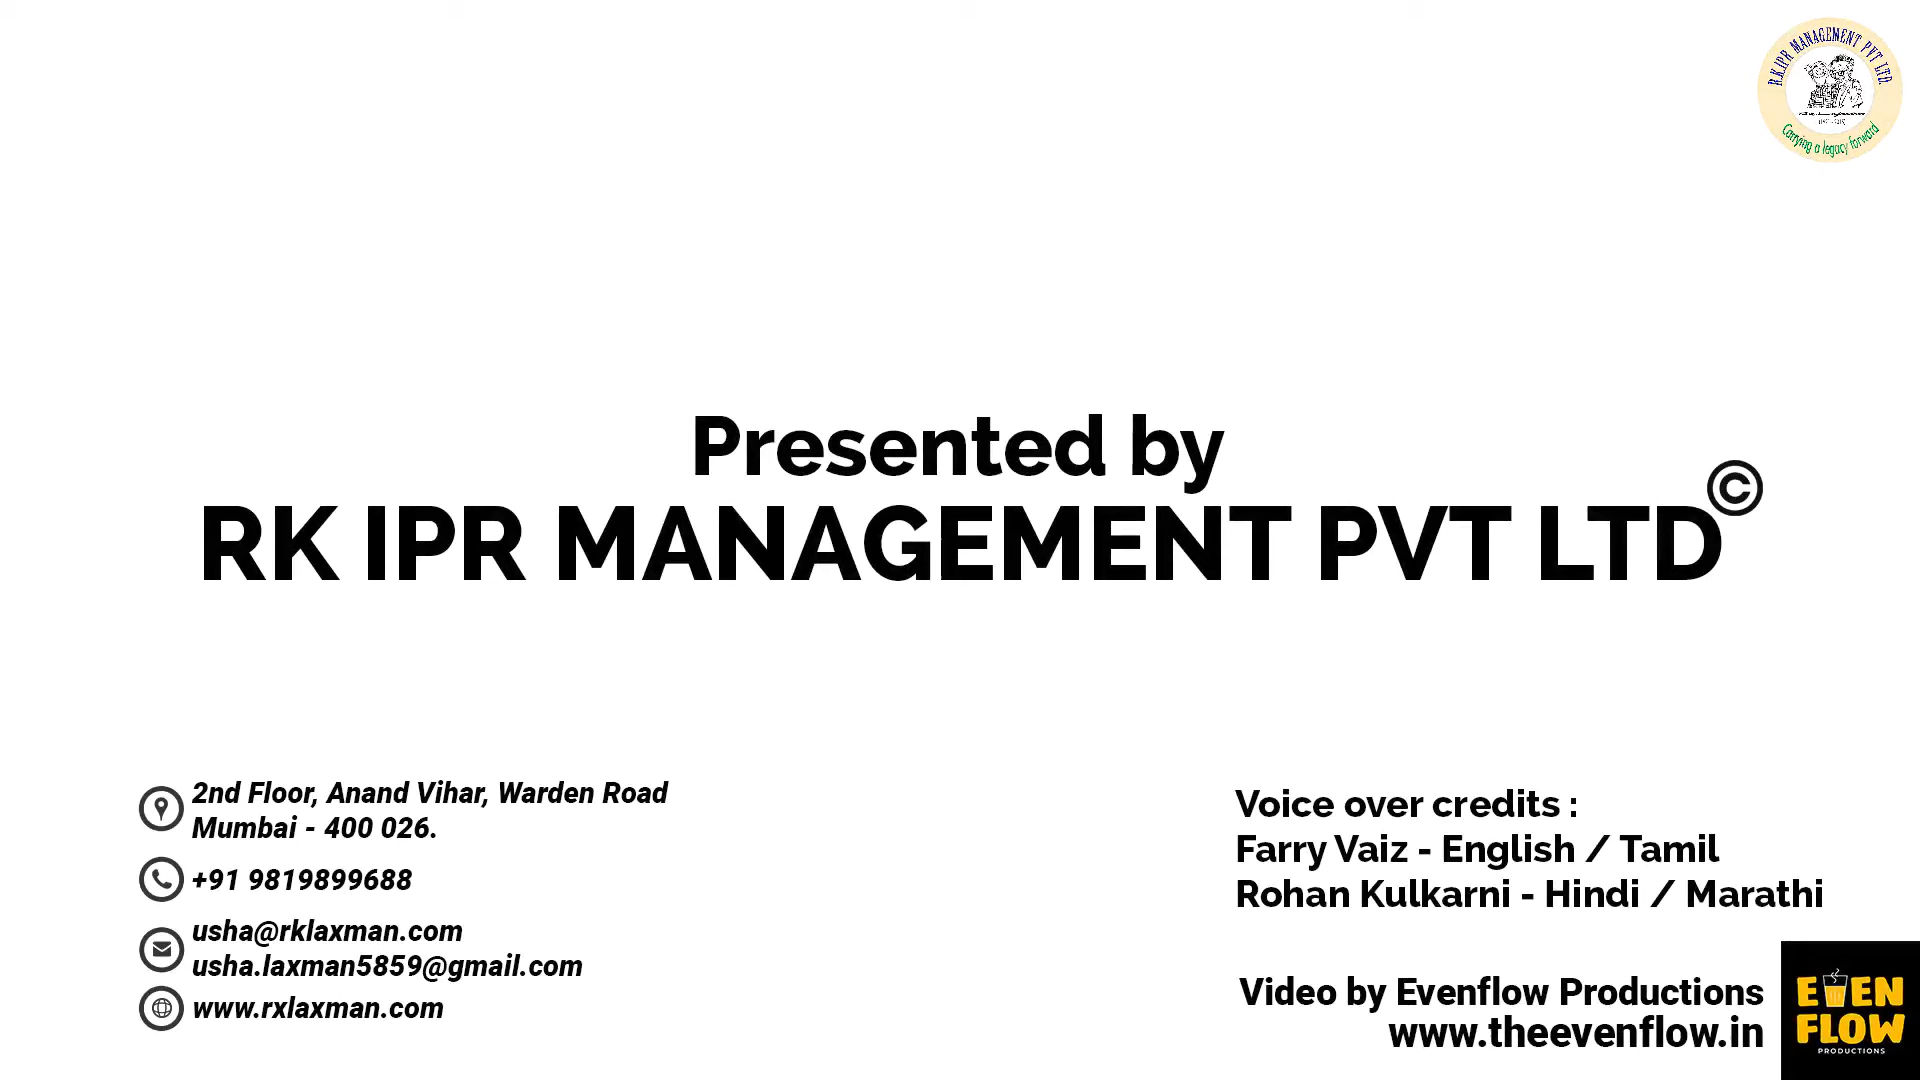 R.K.IPR MANAGEMENT PVT LTD.
Carrying a legacy forward
Presented by
RK IPR MANAGEMENT PVT LTD©
2nd Floor, Anand Vihar, Warden Road
Mumbai - 400 026.
+91 9819899688
usha@rklaxman.com
usha.laxman5859@gmail.com
www.rxlaxman.com
Voice over credits :
Farry Vaiz - English / Tamil
Rohan Kulkarni - Hindi / Marathi
Video by Evenflow Productions
www.theevenflow.in
EVEN
FLOW
PRODUCTIONS